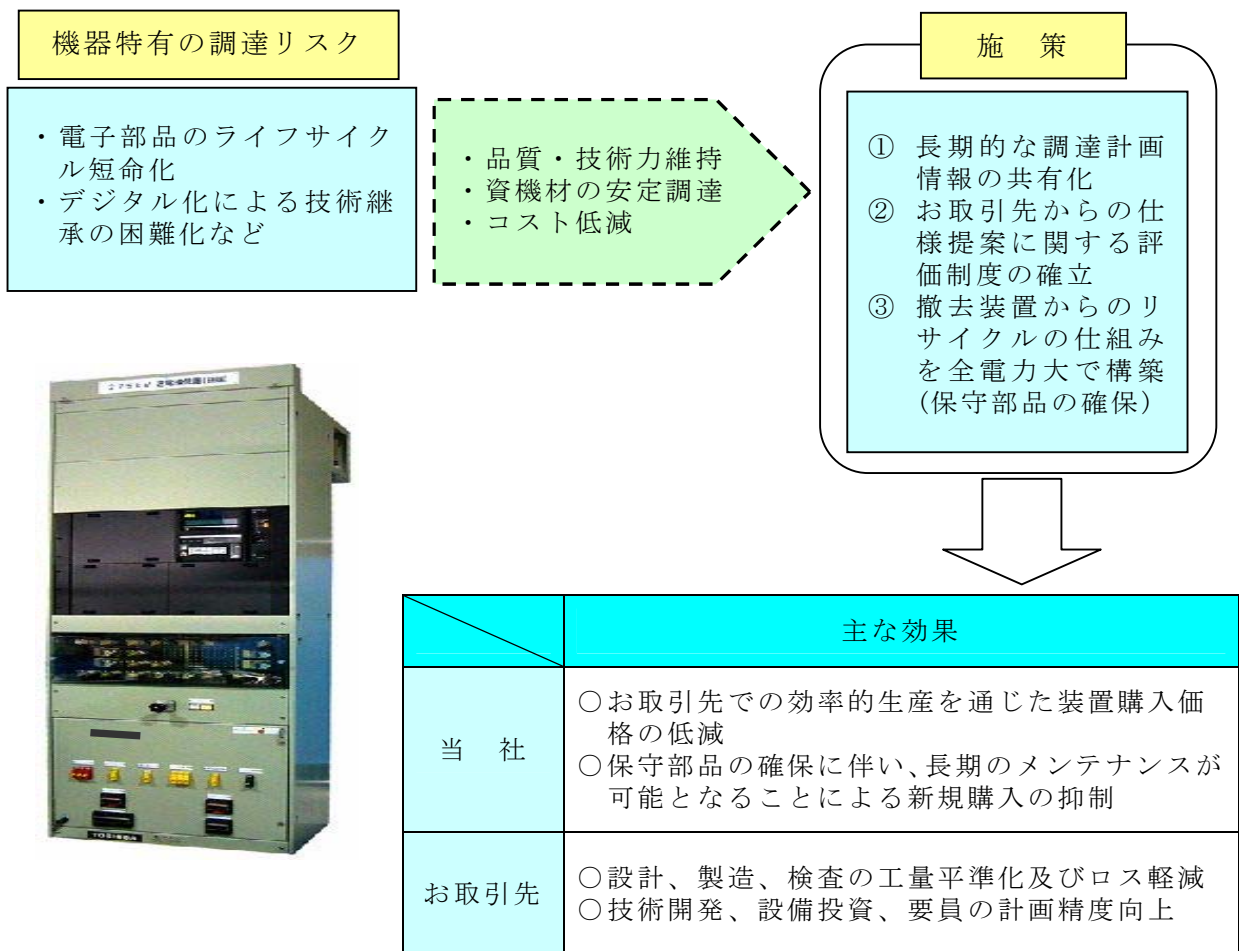 機器特有の調達リスク
・電子部品のライフサイク
ル短命化
・デジタル化による技術継
承の困難化など
・品質・技術力維持
・資機材の安定調達
・コスト低減
施　策
① 長期的な調達計画
情報の共有化
② お取引先からの仕
様提案に関する評
価制度の確立
③ 撤去装置からのリ
サイクルの仕組み
を全電力大で構築
(保守部品の確保)
主な効果
当　社
○お取引先での効率的生産を通じた装置購入価
格の低減
○保守部品の確保に伴い、長期のメンテナンスが
可能となることによる新規購入の抑制
お取引先
○設計、製造、検査の工量平準化及びロス軽減
○技術開発、設備投資、要員の計画精度向上
TOSHIBA